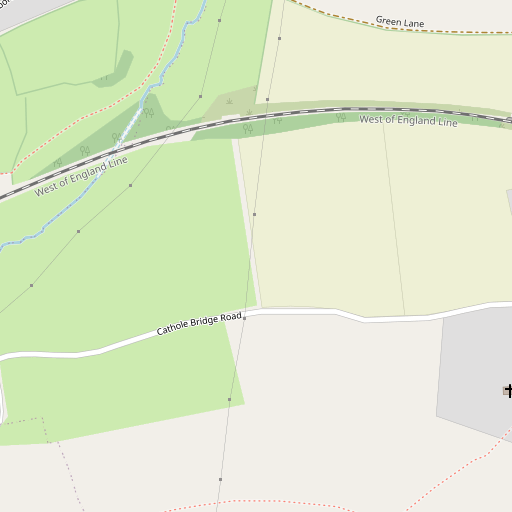 Green Lane
West of England Line
West of England Line
Cathole Bridge Road